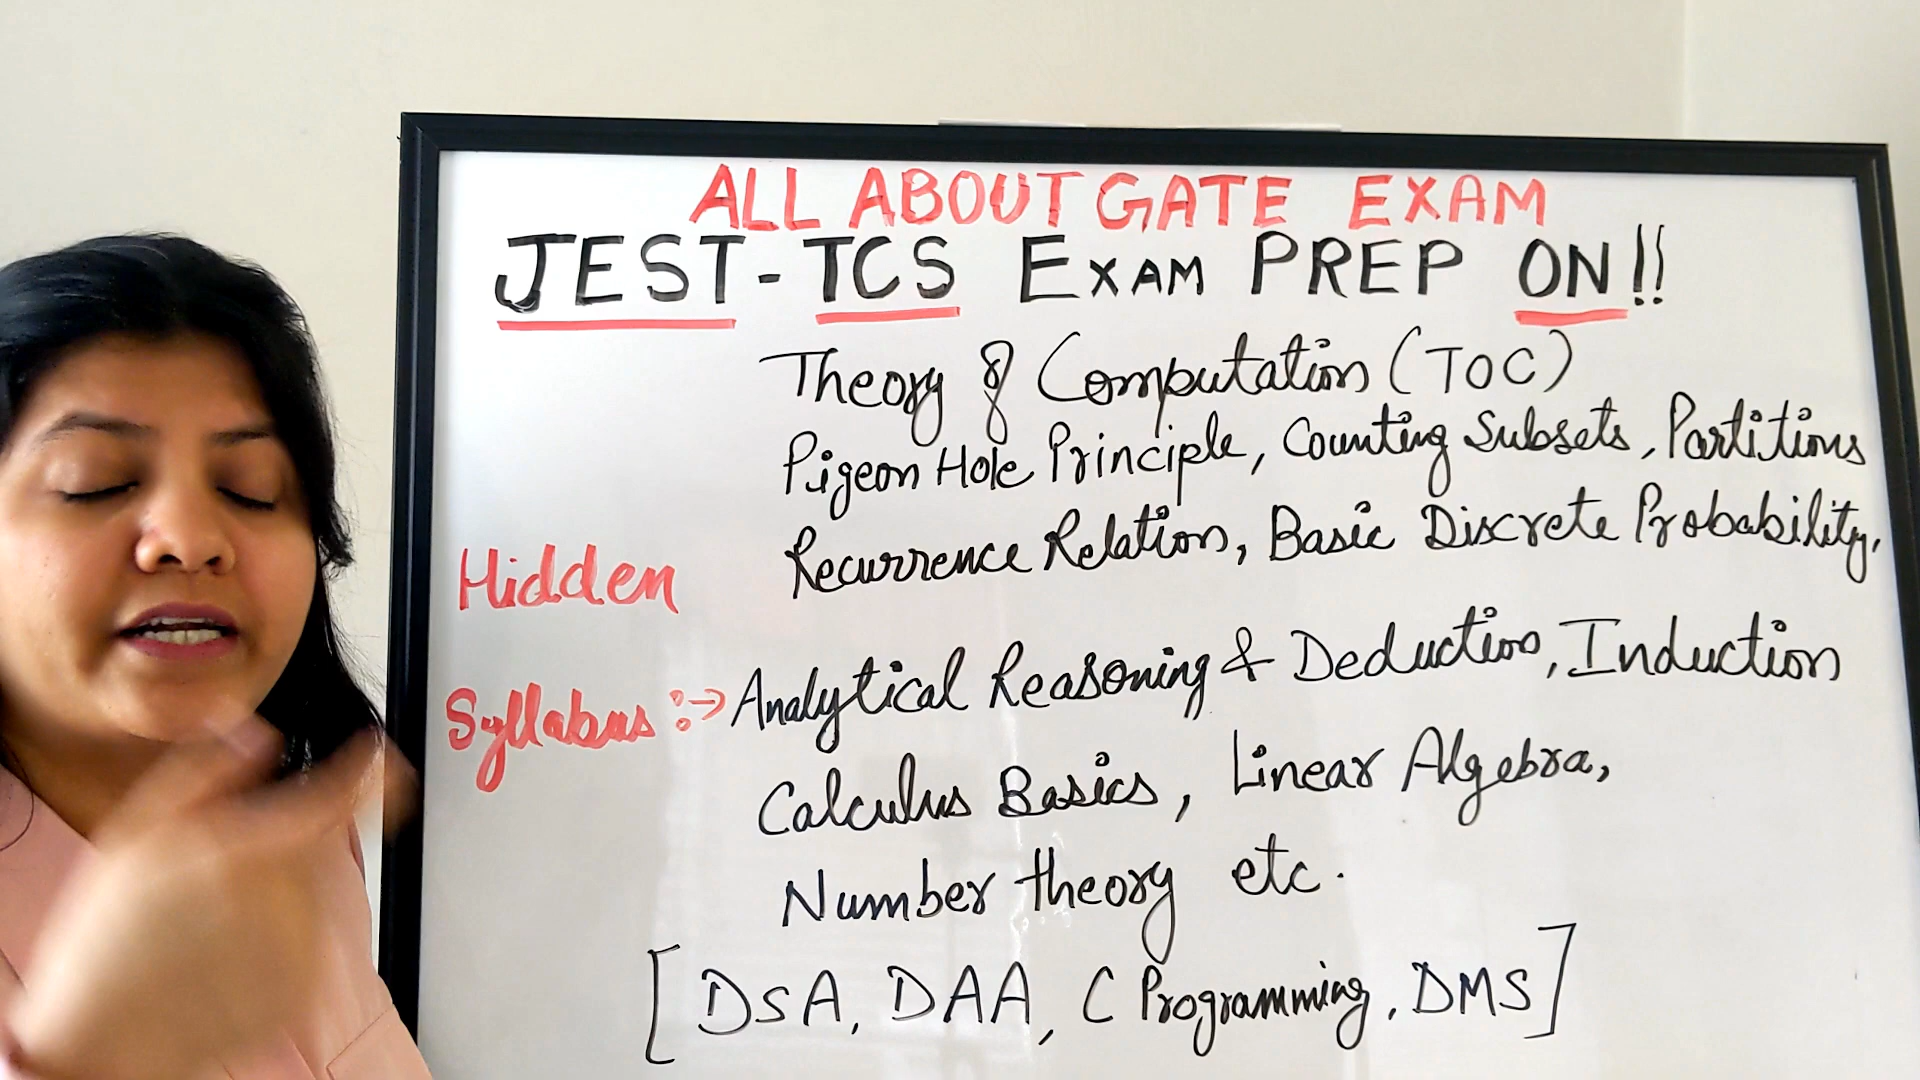 ALL ABOUT GATE EXAM
JEST-TCS EXAM PREP ON!!
Theory of Computation (TOC)
Pigeon Hole Principle, Counting Subsets, Partitions
Recurrence Relation, Basic Discrete Probability,
Hidden
Syllabus :→ Analytical Reasoning & Deduction, Induction
Calculus Basics, Linear Algebra,
Number theory etc.
[DSA, DAA, C Programming, DMS]